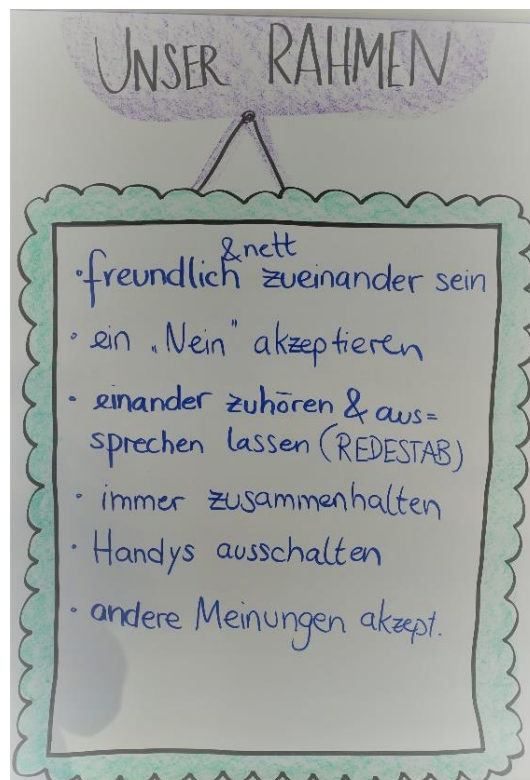 UNSER RAHMEN
& nett
• freundlich zueinander sein
• ein „Nein" akzeptieren
• einander zuhören & aus=
sprechen lassen (REDESTAB)
• immer zusammenhalten
• Handys ausschalten
• andere Meinungen akzept.